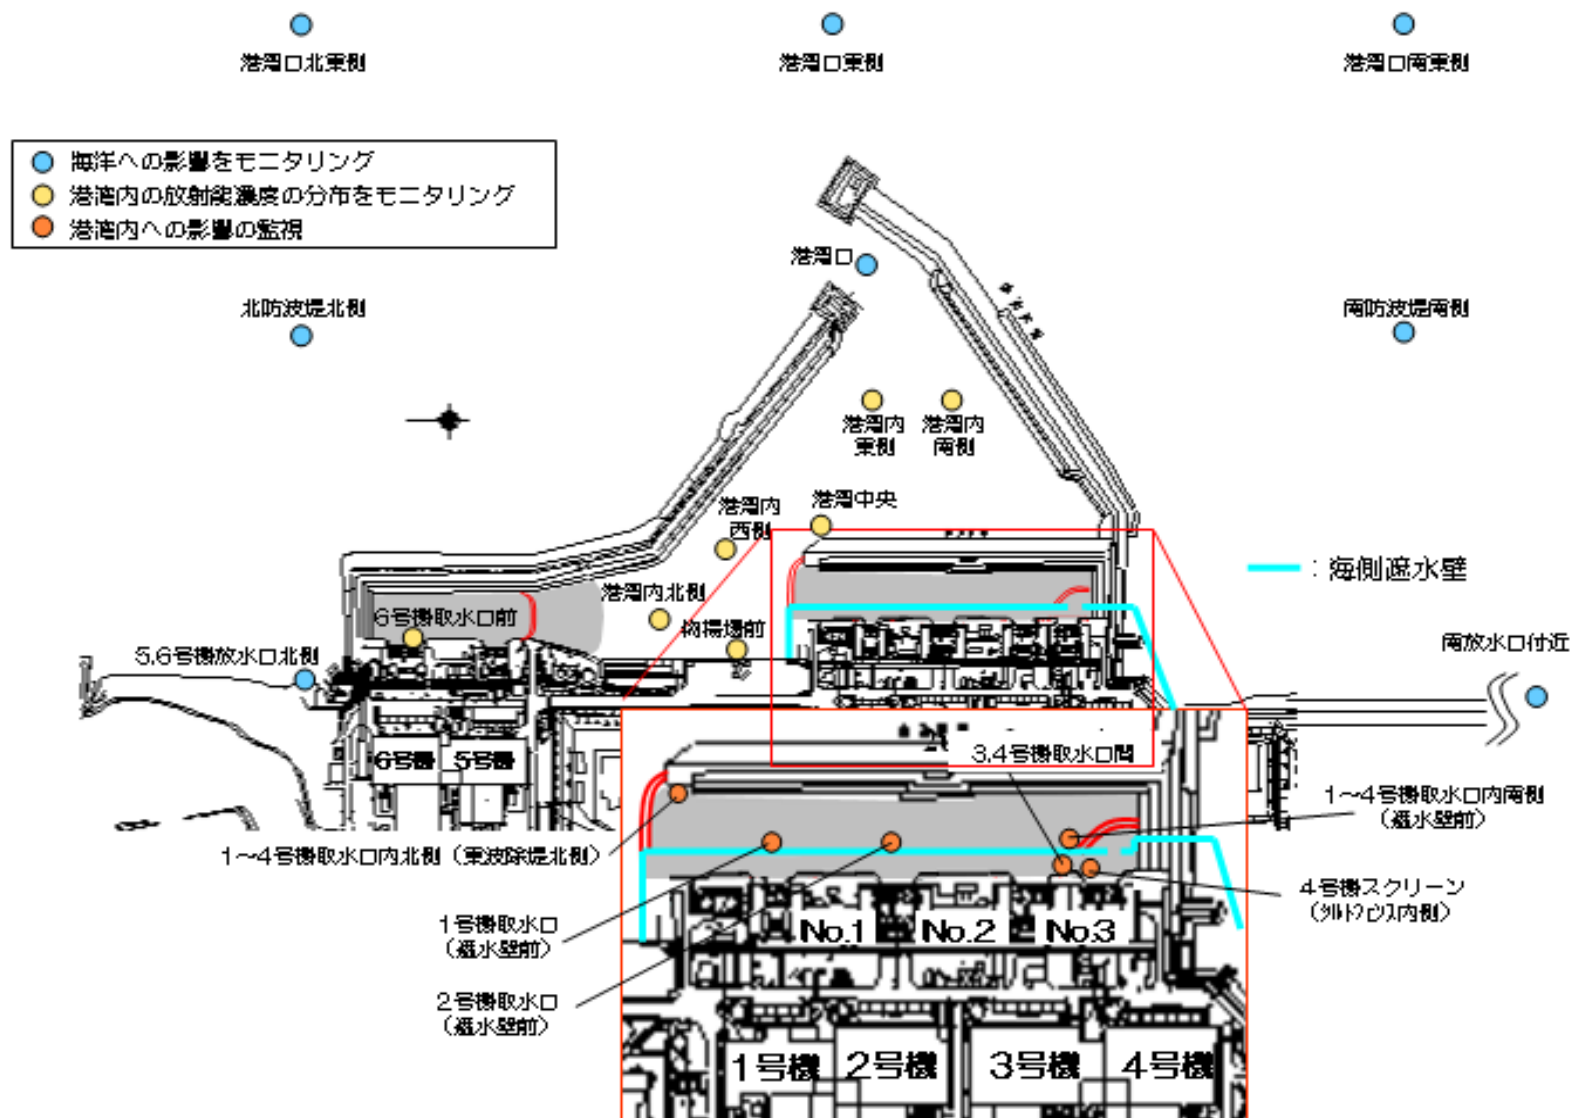 港湾口北東側
港湾口東側
港湾口南東側
海洋への影響をモニタリング
港湾内の放射能濃度の分布をモニタリング
港湾内への影響の監視
港湾口
北防波堤北側
南防波堤南側
港湾内
東側
港湾内
南側
港湾中央
港湾内
西側
：海側遮水壁
港湾内北側
6号機取水口前
物揚場前
5,6号機放水口北側
南放水口付近
6号機
5号機
3,4号機取水口間
1～4号機取水口内南側
（遮水壁前）
1～4号機取水口内北側（東波除堤北側）
4号機スクリーン
（シルトフェンス内側）
1号機取水口
（遮水壁前）
No.1
No.2
No.3
2号機取水口
（遮水壁前）
1号機
2号機
3号機
4号機